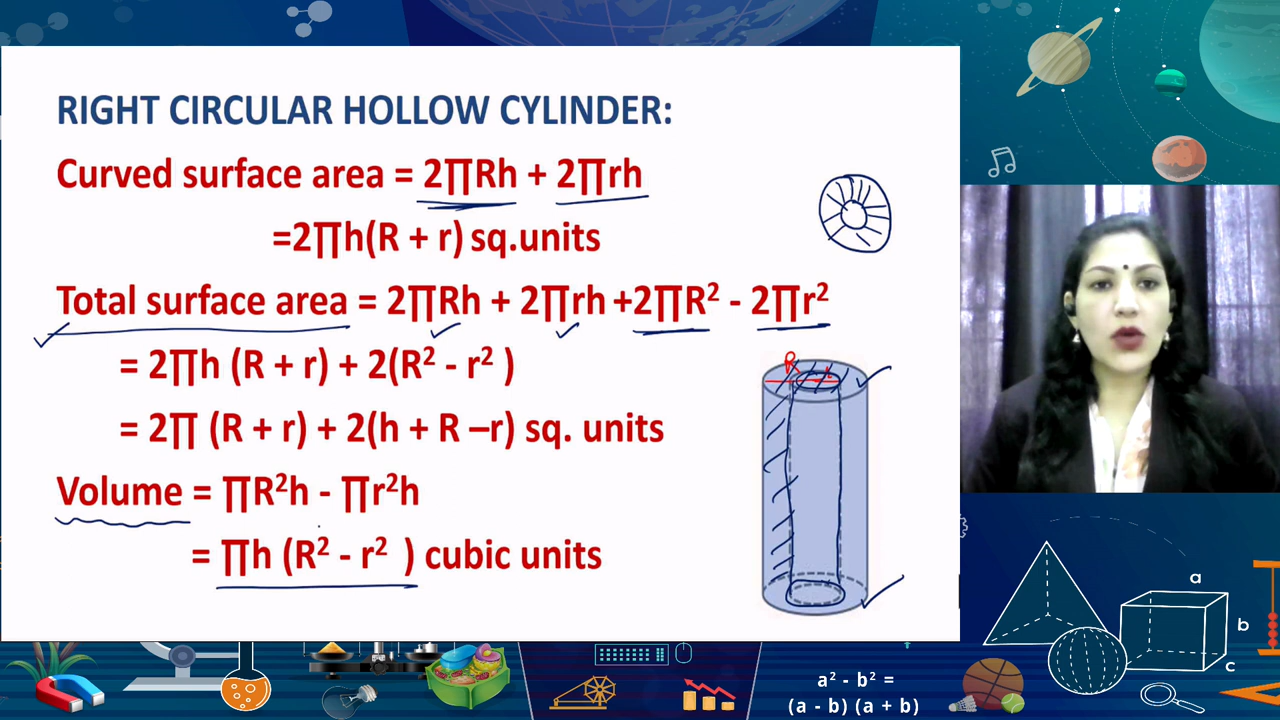 RIGHT CIRCULAR HOLLOW CYLINDER:
Curved surface area = 2∏Rh + 2∏rh
=2∏h(R + r) sq.units
Total surface area = 2∏Rh + 2∏rh +2∏R² - 2∏r²
= 2∏h (R + r) + 2(R² - r² )
= 2∏ (R + r) + 2(h + R –r) sq. units
Volume = ∏R²h - ∏r²h
= ∏h (R² - r² ) cubic units
R
a
b
c
a² - b² =
(a - b) (a + b)